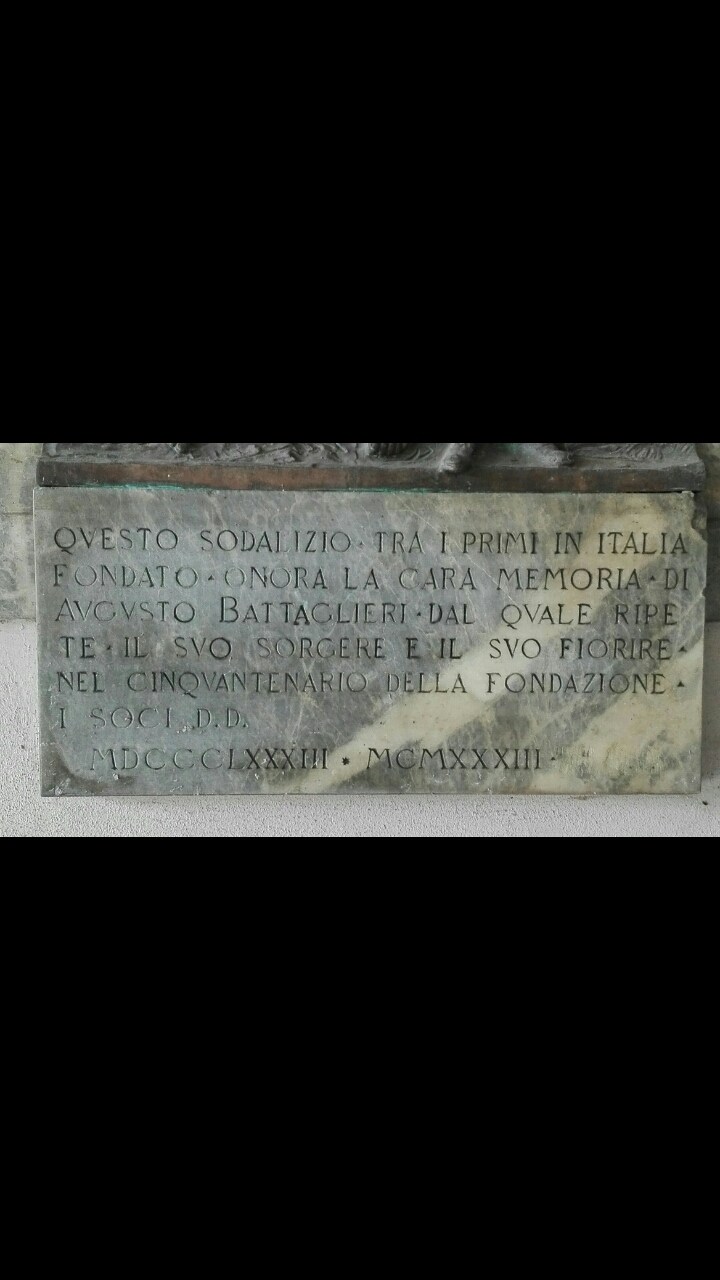 QVESTO SODALIZIO · TRA I PRIMI IN ITALIA
FONDATO · ONORA LA CARA MEMORIA · DI
AVGVSTO BATTAGLIERI · DAL QVALE RIPE
TE · IL SVO SORGERE E IL SVO FIORIRE ·
NEL CINQVANTENARIO DELLA FONDAZIONE ·
I SOCI D.D.
MDCCCCLXXXIII * MCMXXXIII ·